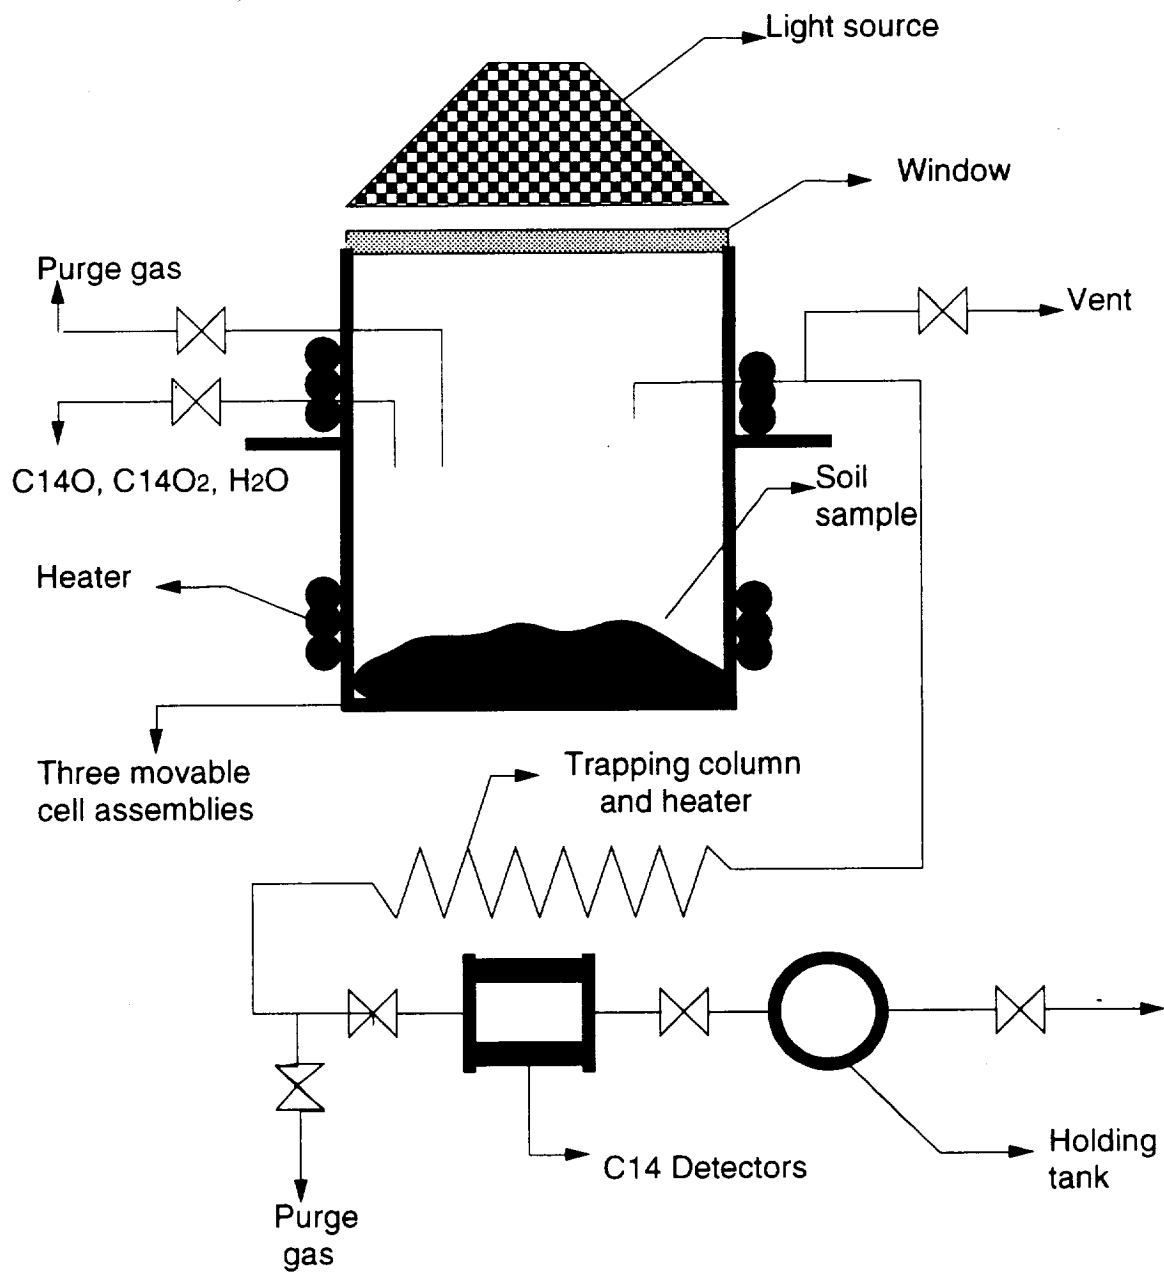 Light source
Window
Purge gas
Vent
C14O, C14O2, H2O
Soil
sample
Heater
Three movable
cell assemblies
Trapping column
and heater
C14 Detectors
Holding
tank
Purge
gas